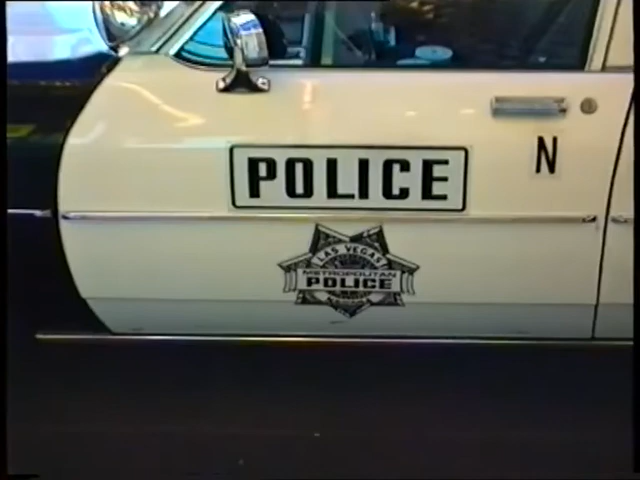 POLICE
N
LAS VEGAS
METROPOLITAN
POLICE